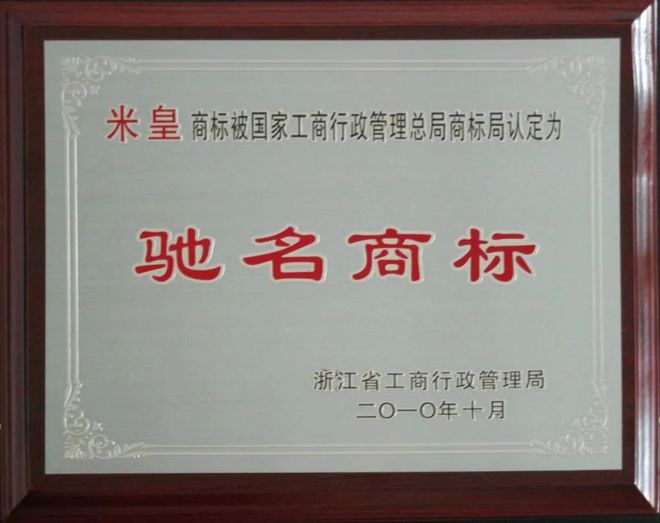 米皇商标被国家工商行政管理总局商标局认定为
驰名商标
浙江省工商行政管理局
二〇一〇年十月